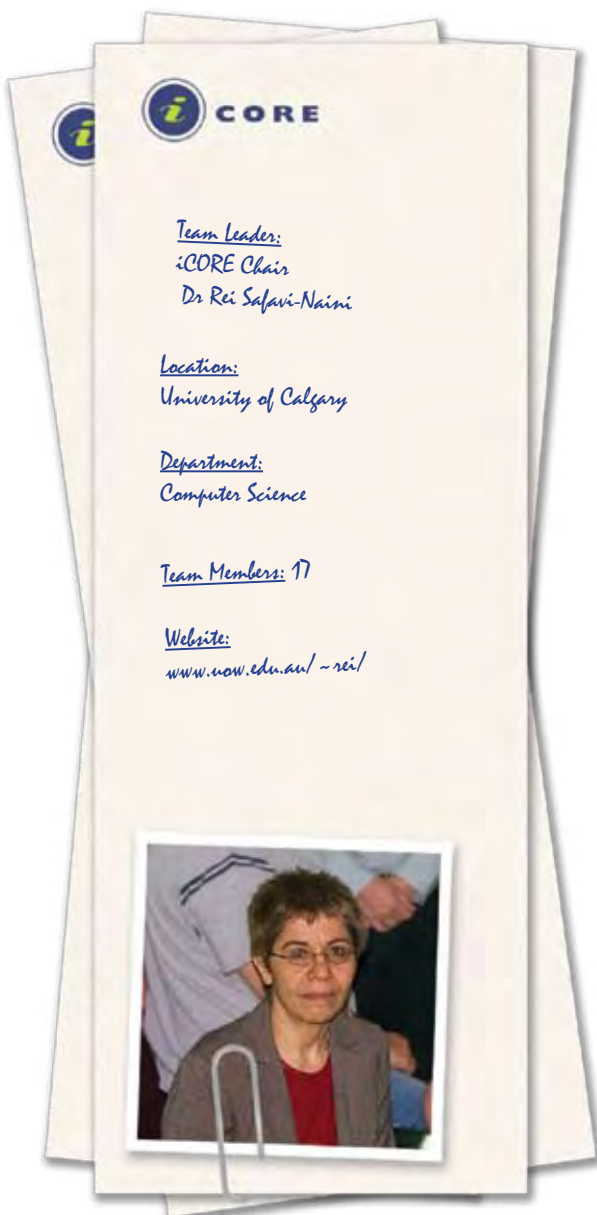 i CORE
Team Leader:
iCORE Chair
Dr Rei Safavi-Naini
Location:
University of Calgary
Department:
Computer Science
Team Members: 17
Website:
www.uow.edu.au/~rei/